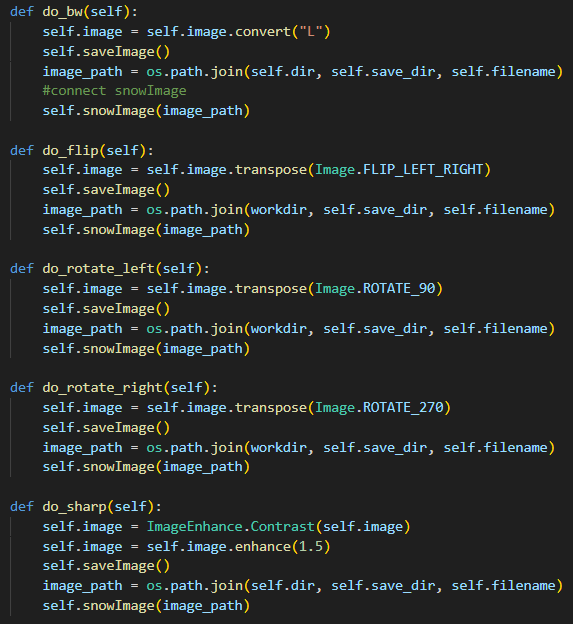 def do_bw(self):
    self.image = self.image.convert("L")
    self.saveImage()
    image_path = os.path.join(self.dir, self.save_dir, self.filename)
    #connect snowImage
    self.snowImage(image_path)

def do_flip(self):
    self.image = self.image.transpose(Image.FLIP_LEFT_RIGHT)
    self.saveImage()
    image_path = os.path.join(workdir, self.save_dir, self.filename)
    self.snowImage(image_path)

def do_rotate_left(self):
    self.image = self.image.transpose(Image.ROTATE_90)
    self.saveImage()
    image_path = os.path.join(workdir, self.save_dir, self.filename)
    self.snowImage(image_path)

def do_rotate_right(self):
    self.image = self.image.transpose(Image.ROTATE_270)
    self.saveImage()
    image_path = os.path.join(workdir, self.save_dir, self.filename)
    self.snowImage(image_path)

def do_sharp(self):
    self.image = ImageEnhance.Contrast(self.image)
    self.image = self.image.enhance(1.5)
    self.saveImage()
    image_path = os.path.join(self.dir, self.save_dir, self.filename)
    self.snowImage(image_path)